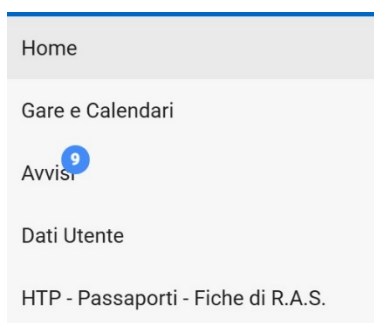 Home
Gare e Calendari
Avvisi 9
Dati Utente
HTP - Passaporti - Fiche di R.A.S.